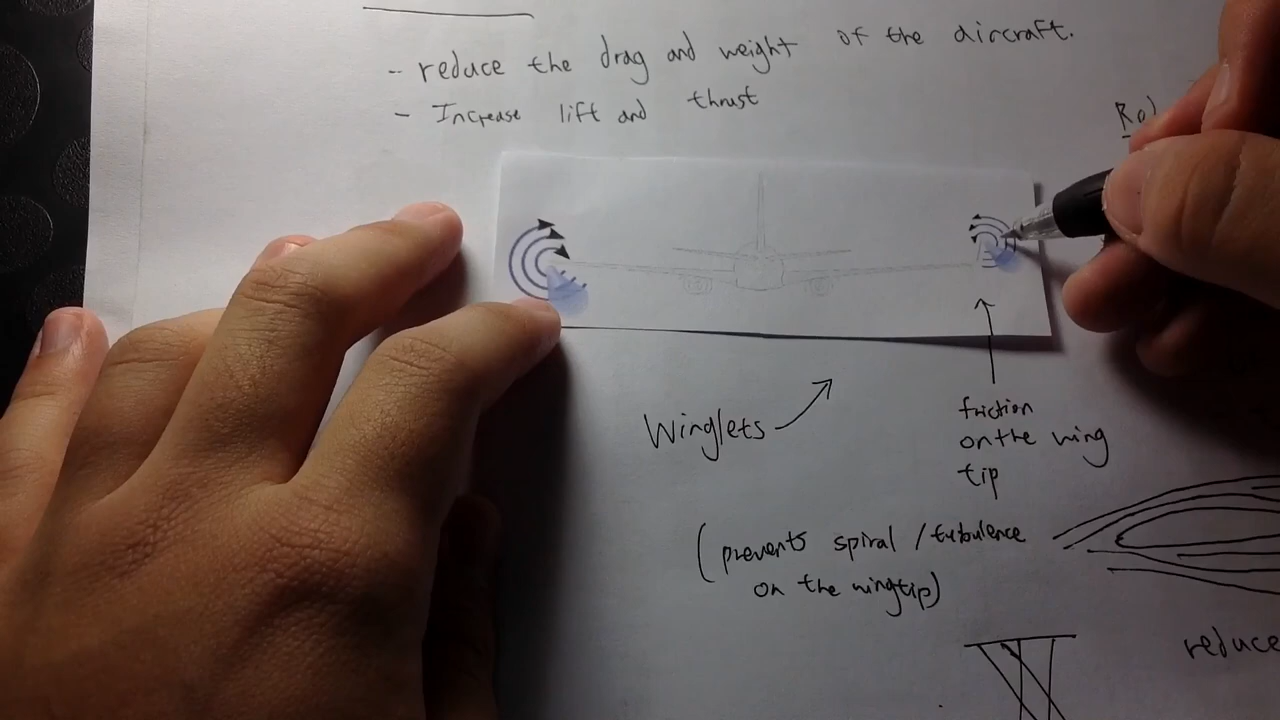 - reduce the drag and weight of the aircraft.
- Increase lift and thrust
Winglets
friction
on the wing
tip
(prevents spiral / turbulence
on the wingtip)
reduce